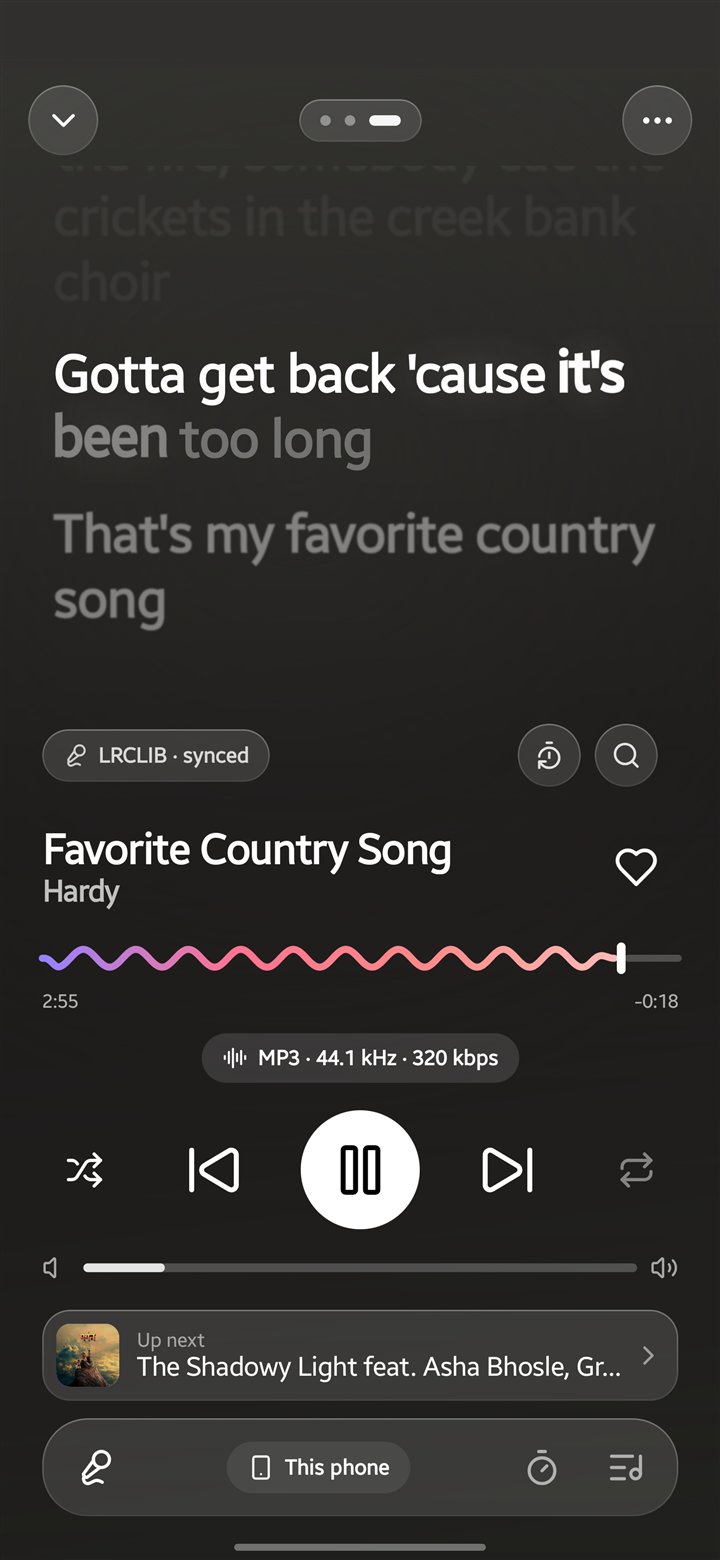 crickets in the creek bank
choir
Gotta get back 'cause it's
been too long
That's my favorite country
song
LRCLIB · synced
Favorite Country Song
Hardy
2:55
-0:18
MP3 · 44.1 kHz · 320 kbps
Up next
The Shadowy Light feat. Asha Bhosle, Gr...
This phone